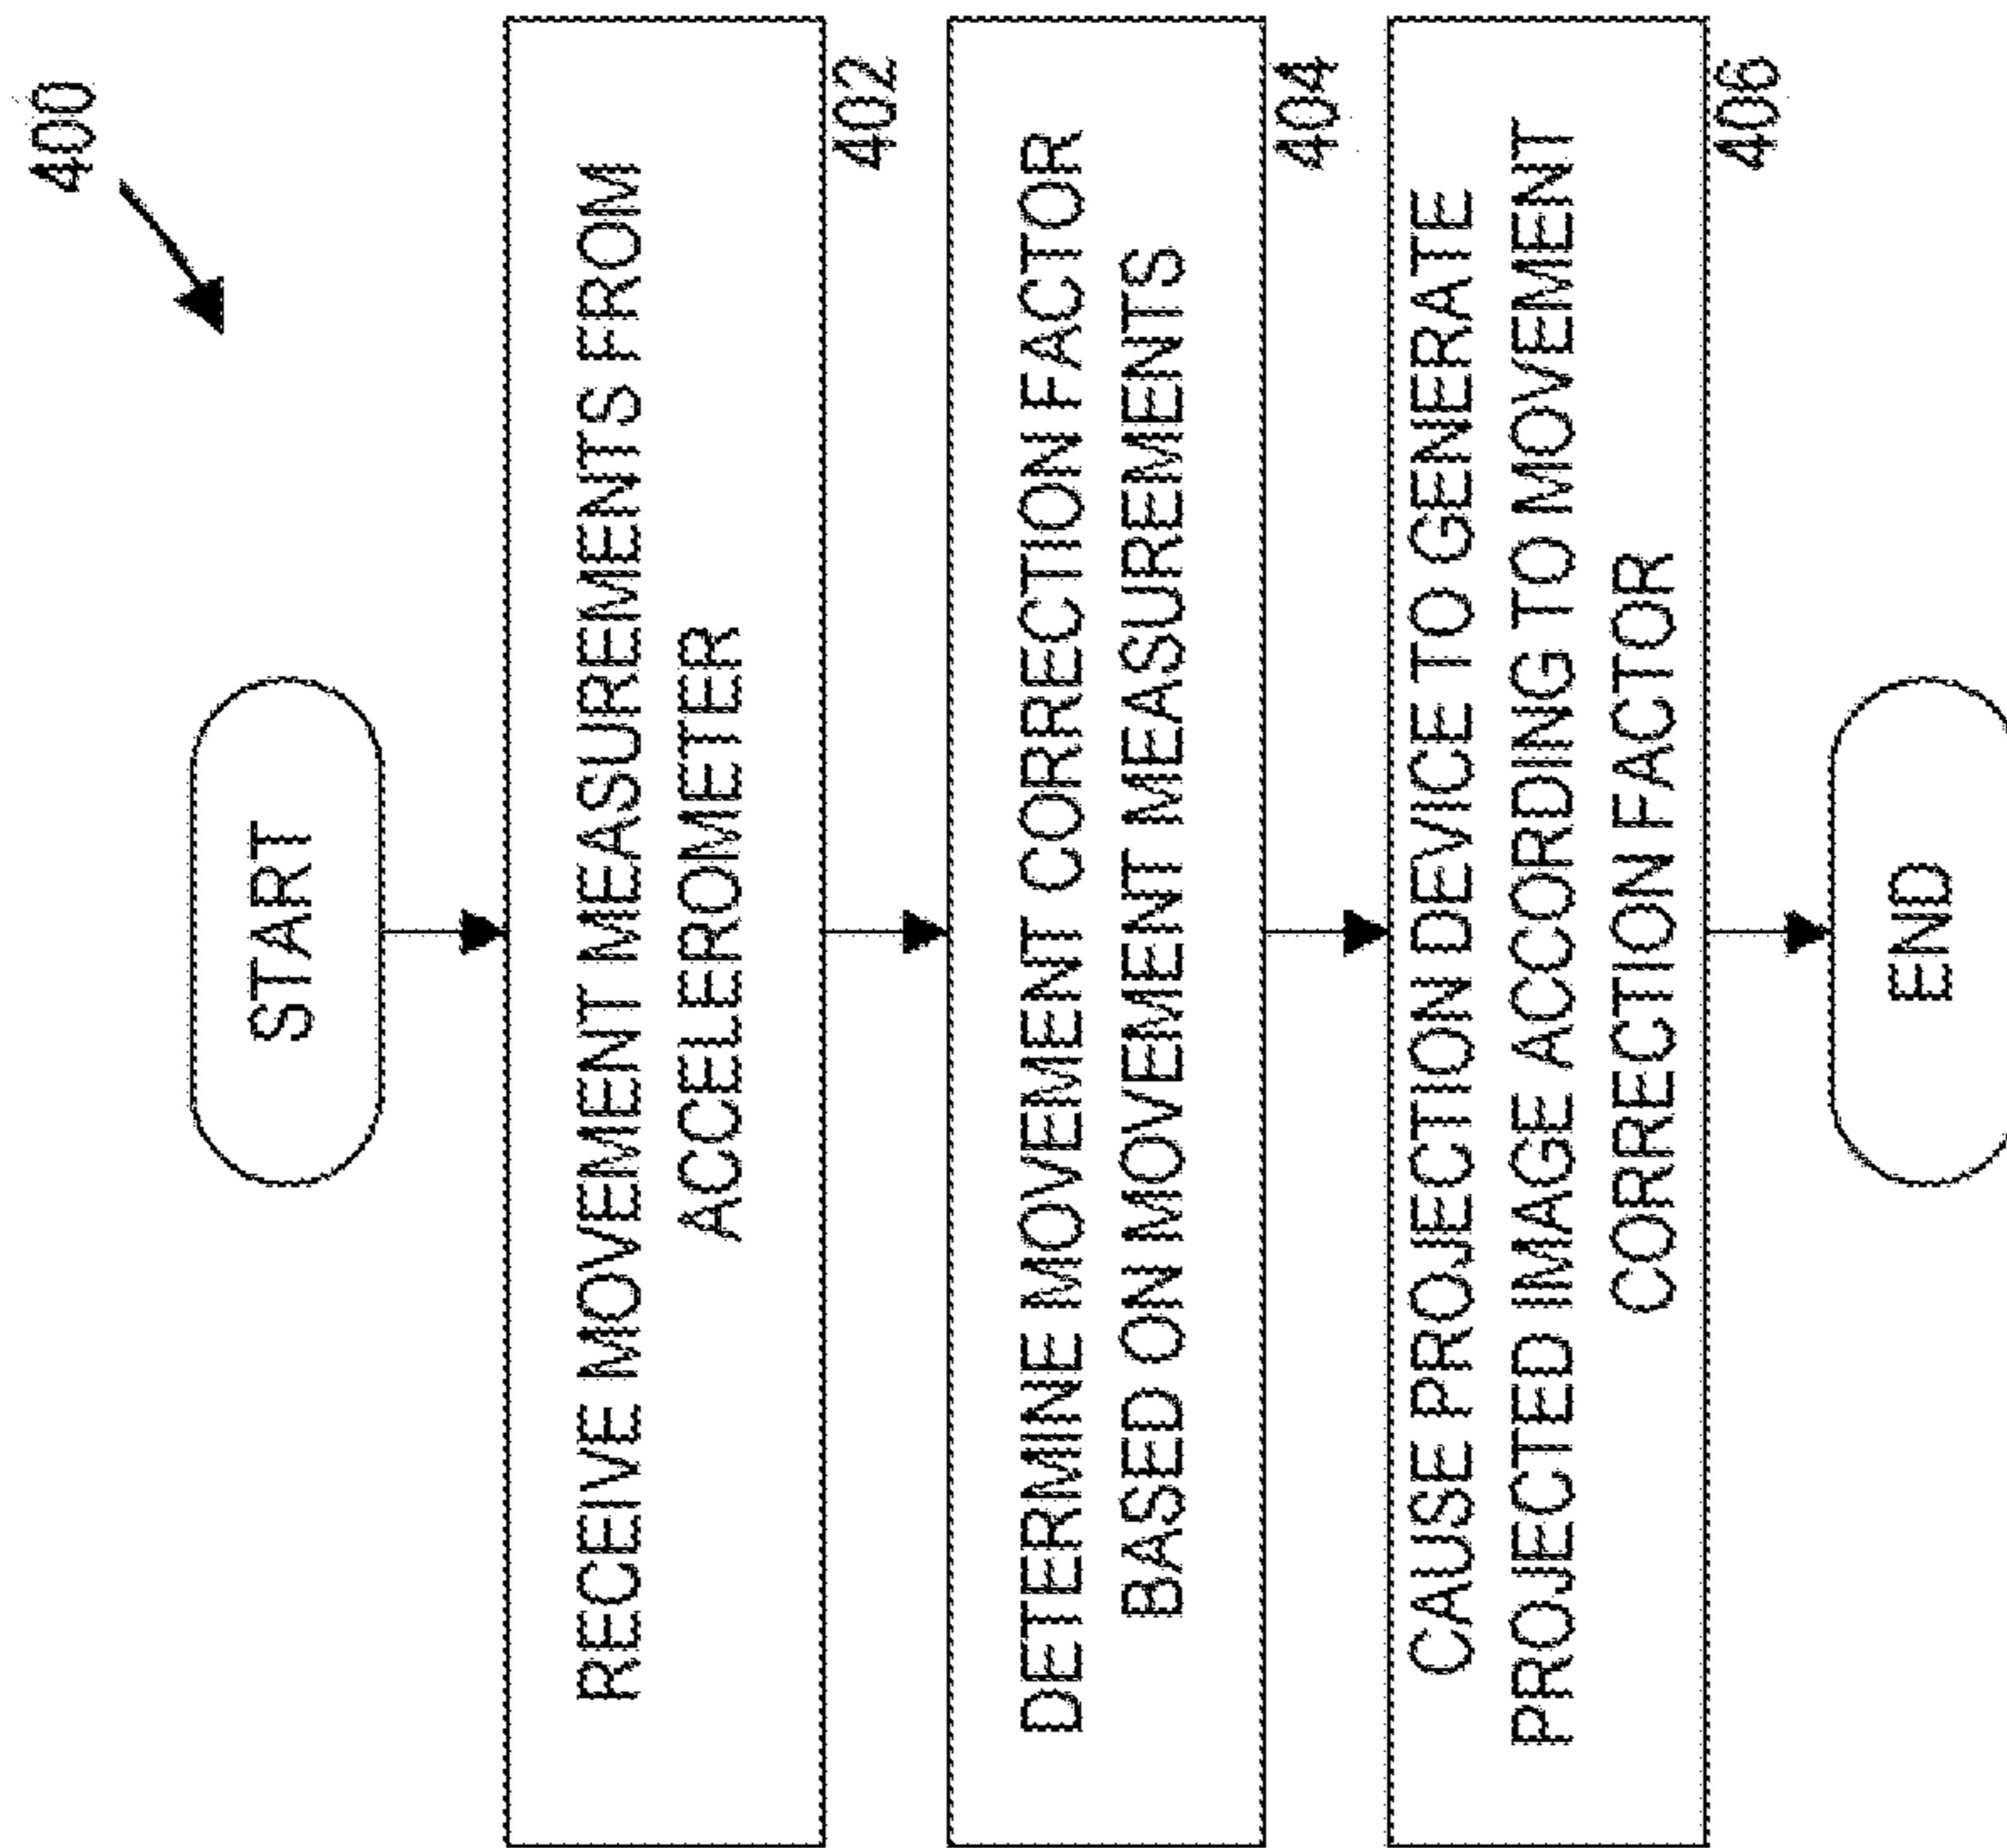 400
START
RECEIVE MOVEMENT MEASUREMENTS FROM
ACCELEROMETER
402
DETERMINE MOVEMENT CORRECTION FACTOR
BASED ON MOVEMENT MEASUREMENTS
404
CAUSE PROJECTION DEVICE TO GENERATE
PROJECTED IMAGE ACCORDING TO MOVEMENT
CORRECTION FACTOR
406
END